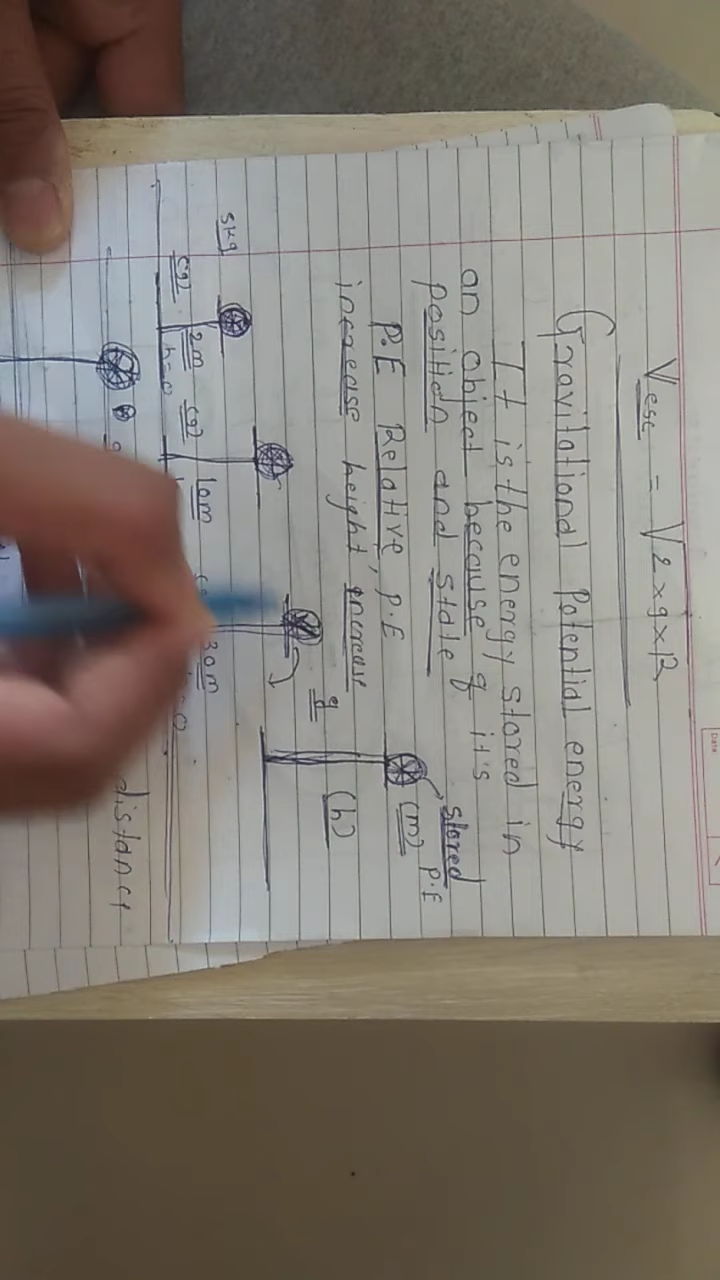 Vesc = √2×g×R
Gravitational Potential energy
It is the energy stored in
an object because of it's
position and state
stored
P.E
P.E Relative, P.E
(m)
increase height increase
(h)
g
5kg
2m
10m
30m
h=0
distance